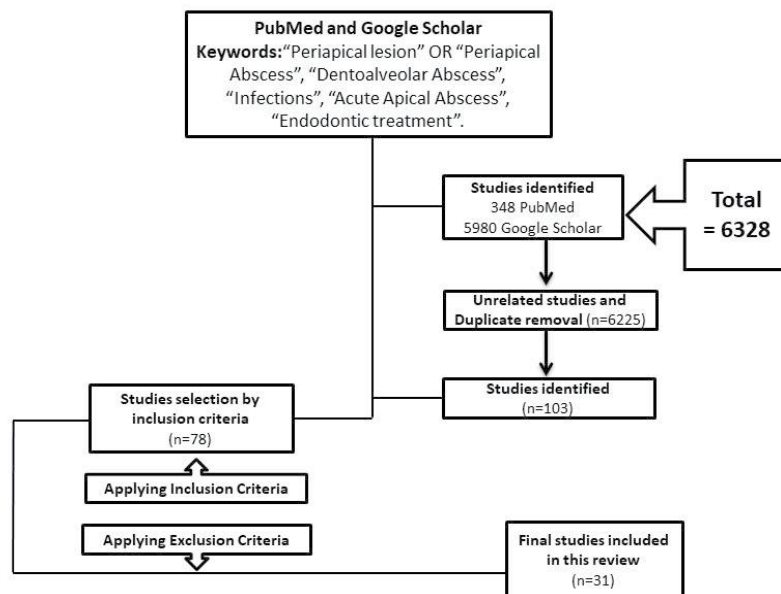 PubMed and Google Scholar
Keywords:“Periapical lesion” OR “Periapical
Abscess”, “Dentoalveolar Abscess”,
“Infections”, “Acute Apical Abscess”,
“Endodontic treatment”.
Studies identified
348 PubMed
5980 Google Scholar
Total
= 6328
Unrelated studies and
Duplicate removal (n=6225)
Studies identified
(n=103)
Studies selection by
inclusion criteria
(n=78)
Applying Inclusion Criteria
Applying Exclusion Criteria
Final studies included
in this review
(n=31)